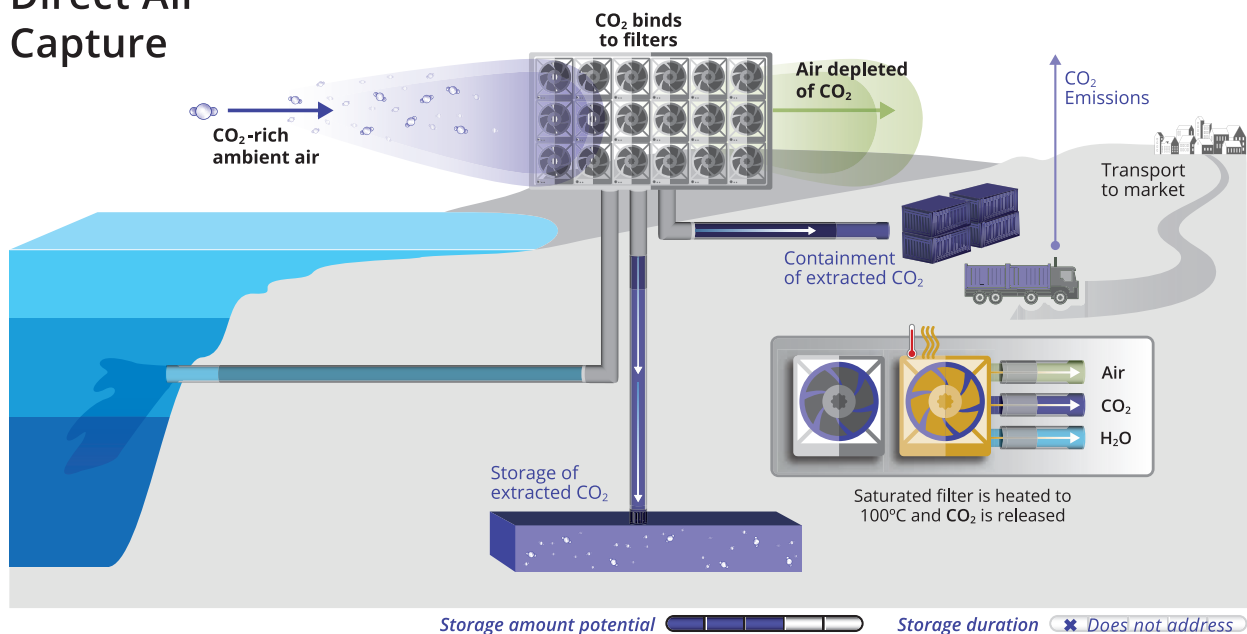 Direct Air
Capture
CO₂ binds
to filters
CO₂-rich
ambient air
Air depleted
of CO₂
CO₂
Emissions
Transport
to market
Containment
of extracted CO₂
Storage of
extracted CO₂
Air
CO₂
H₂O
Saturated filter is heated to
100ºC and CO₂ is released
Storage amount potential
Storage duration
Does not address